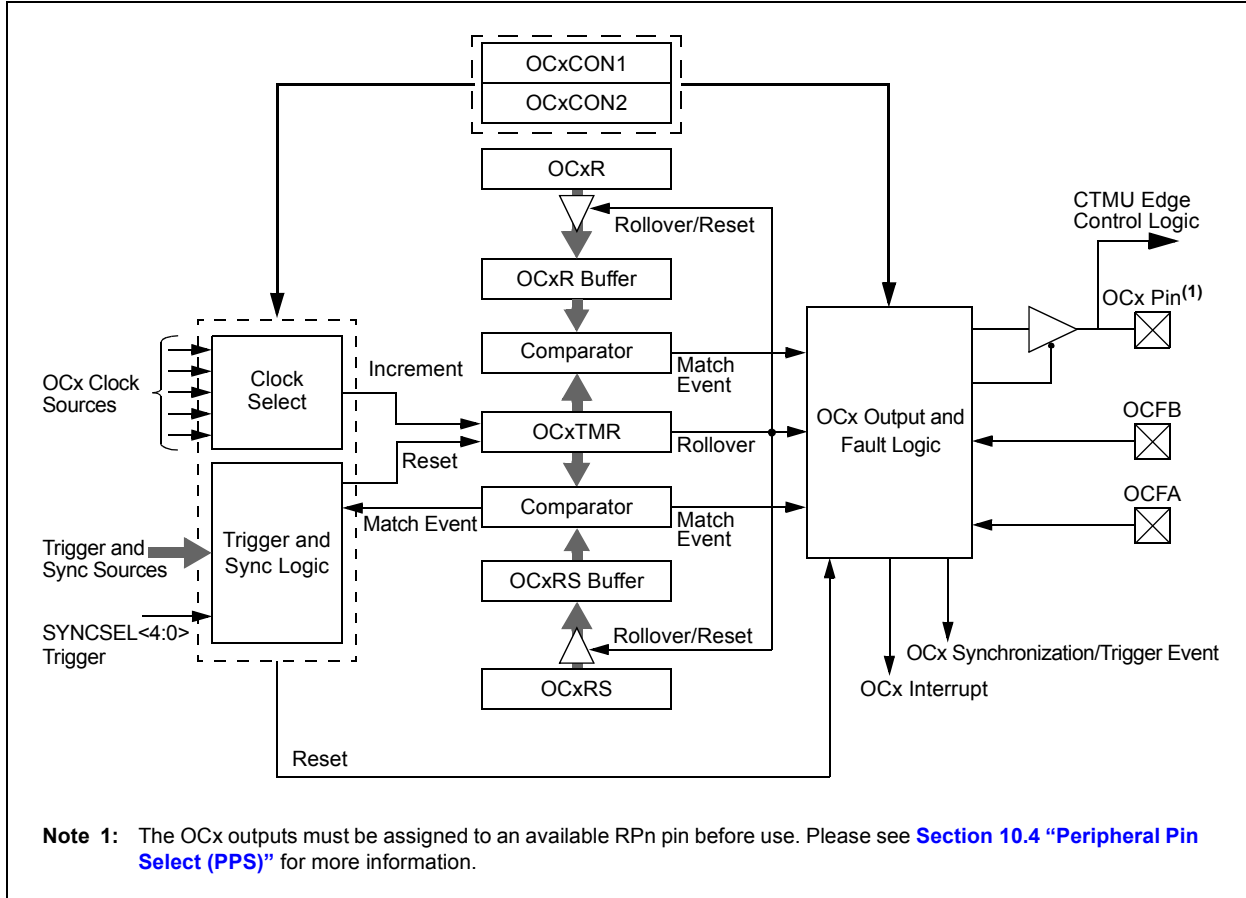 OCxCON1
OCxCON2
OCxR
Rollover/Reset
CTMU Edge
Control Logic
OCxR Buffer
OCx Pin(1)
Comparator
Match
Event
Increment
OCx Clock
Sources
Clock
Select
OCxTMR
Rollover
OCx Output and
Fault Logic
OCFB
Reset
OCFA
Comparator
Match Event
Match
Event
Trigger and
Sync Sources
Trigger and
Sync Logic
OCxRS Buffer
SYNCSEL<4:0>
Trigger
Rollover/Reset
OCxRS
OCx Synchronization/Trigger Event
OCx Interrupt
Reset
Note 1: The OCx outputs must be assigned to an available RPn pin before use. Please see Section 10.4 “Peripheral Pin
Select (PPS)” for more information.